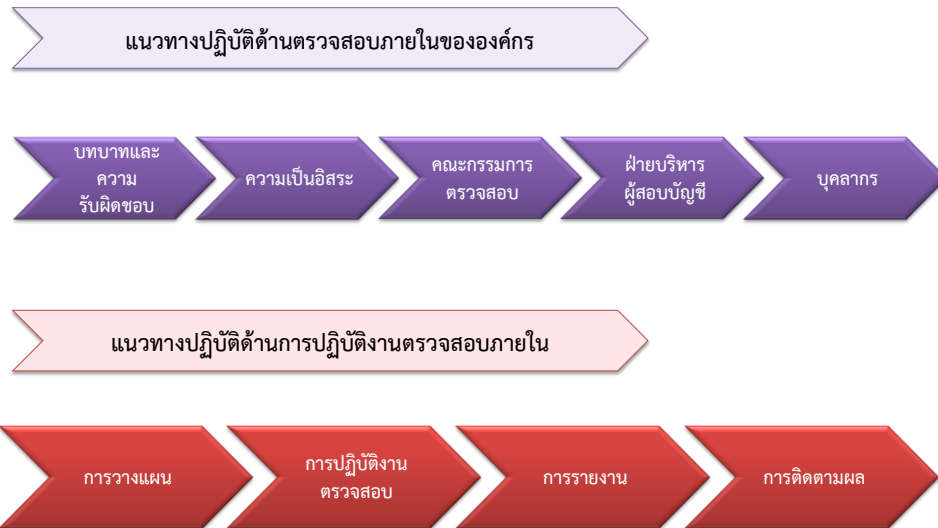 แนวทางปฏิบัติด้านตรวจสอบภายในขององค์กร
บทบาทและ
ความ
รับผิดชอบ
ความเป็นอิสระ
คณะกรรมการ
ตรวจสอบ
ฝ่ายบริหาร
ผู้สอบบัญชี
บุคลากร
แนวทางปฏิบัติด้านการปฏิบัติงานตรวจสอบภายใน
การวางแผน
การปฏิบัติงาน
ตรวจสอบ
การรายงาน
การติดตามผล